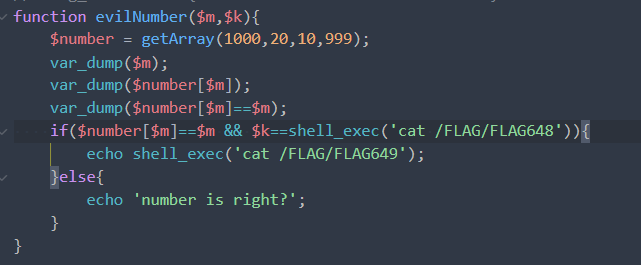 function evilNumber($m,$k){
$number = getArray(1000,20,10,999);
var_dump($m);
var_dump($number[$m]);
var_dump($number[$m]==$m);
if($number[$m]==$m && $k==shell_exec('cat /FLAG/FLAG648')){
echo shell_exec('cat /FLAG/FLAG649');
}else{
echo 'number is right?';
}
}